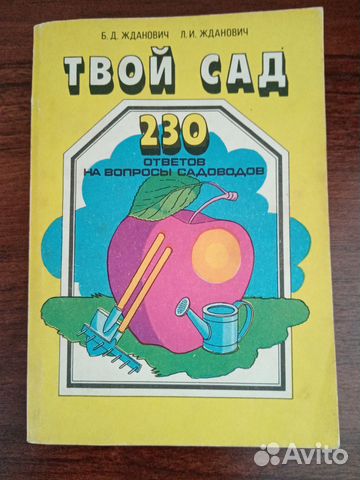 Б. Д. ЖДАНОВИЧ Л. И. ЖДАНОВИЧ
ТВОЙ САД
230
ОТВЕТОВ
НА ВОПРОСЫ САДОВОДОВ
Avito